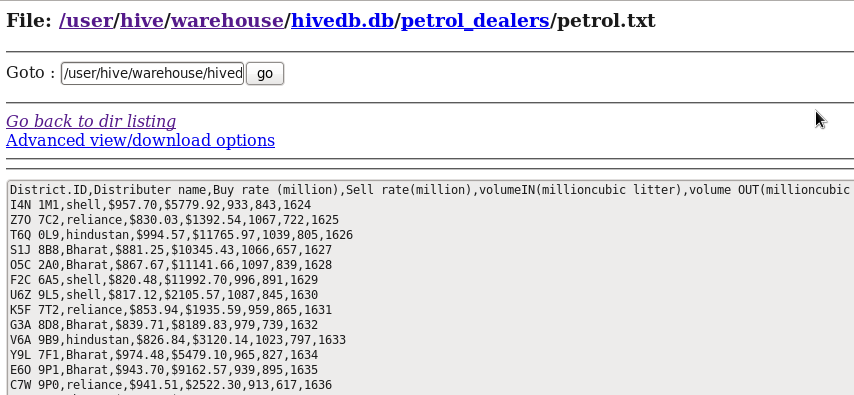 File: /user/hive/warehouse/hivedb.db/petrol_dealers/petrol.txt
Goto : /user/hive/warehouse/hived go
Go back to dir listing
Advanced view/download options
District.ID,Distributer name,Buy rate (million),Sell rate(million),volumeIN(millioncubic litter),volume OUT(millioncubic
I4N 1M1,shell,$957.70,$5779.92,933,843,1624
Z7O 7C2,reliance,$830.03,$1392.54,1067,722,1625
T6Q 0L9,hindustan,$994.57,$11765.97,1039,805,1626
S1J 8B8,Bharat,$881.25,$10345.43,1066,657,1627
O5C 2A0,Bharat,$867.67,$11141.66,1097,839,1628
F2C 6A5,shell,$820.48,$11992.70,996,891,1629
U6Z 9L5,shell,$817.12,$2105.57,1087,845,1630
K5F 7T2,reliance,$853.94,$1935.59,959,865,1631
G3A 8D8,Bharat,$839.71,$8189.83,979,739,1632
V6A 9B9,hindustan,$826.84,$3120.14,1023,797,1633
Y9L 7F1,Bharat,$974.48,$5479.10,965,827,1634
E6O 9P1,Bharat,$943.70,$9162.57,939,895,1635
C7W 9P0,reliance,$941.51,$2522.30,913,617,1636